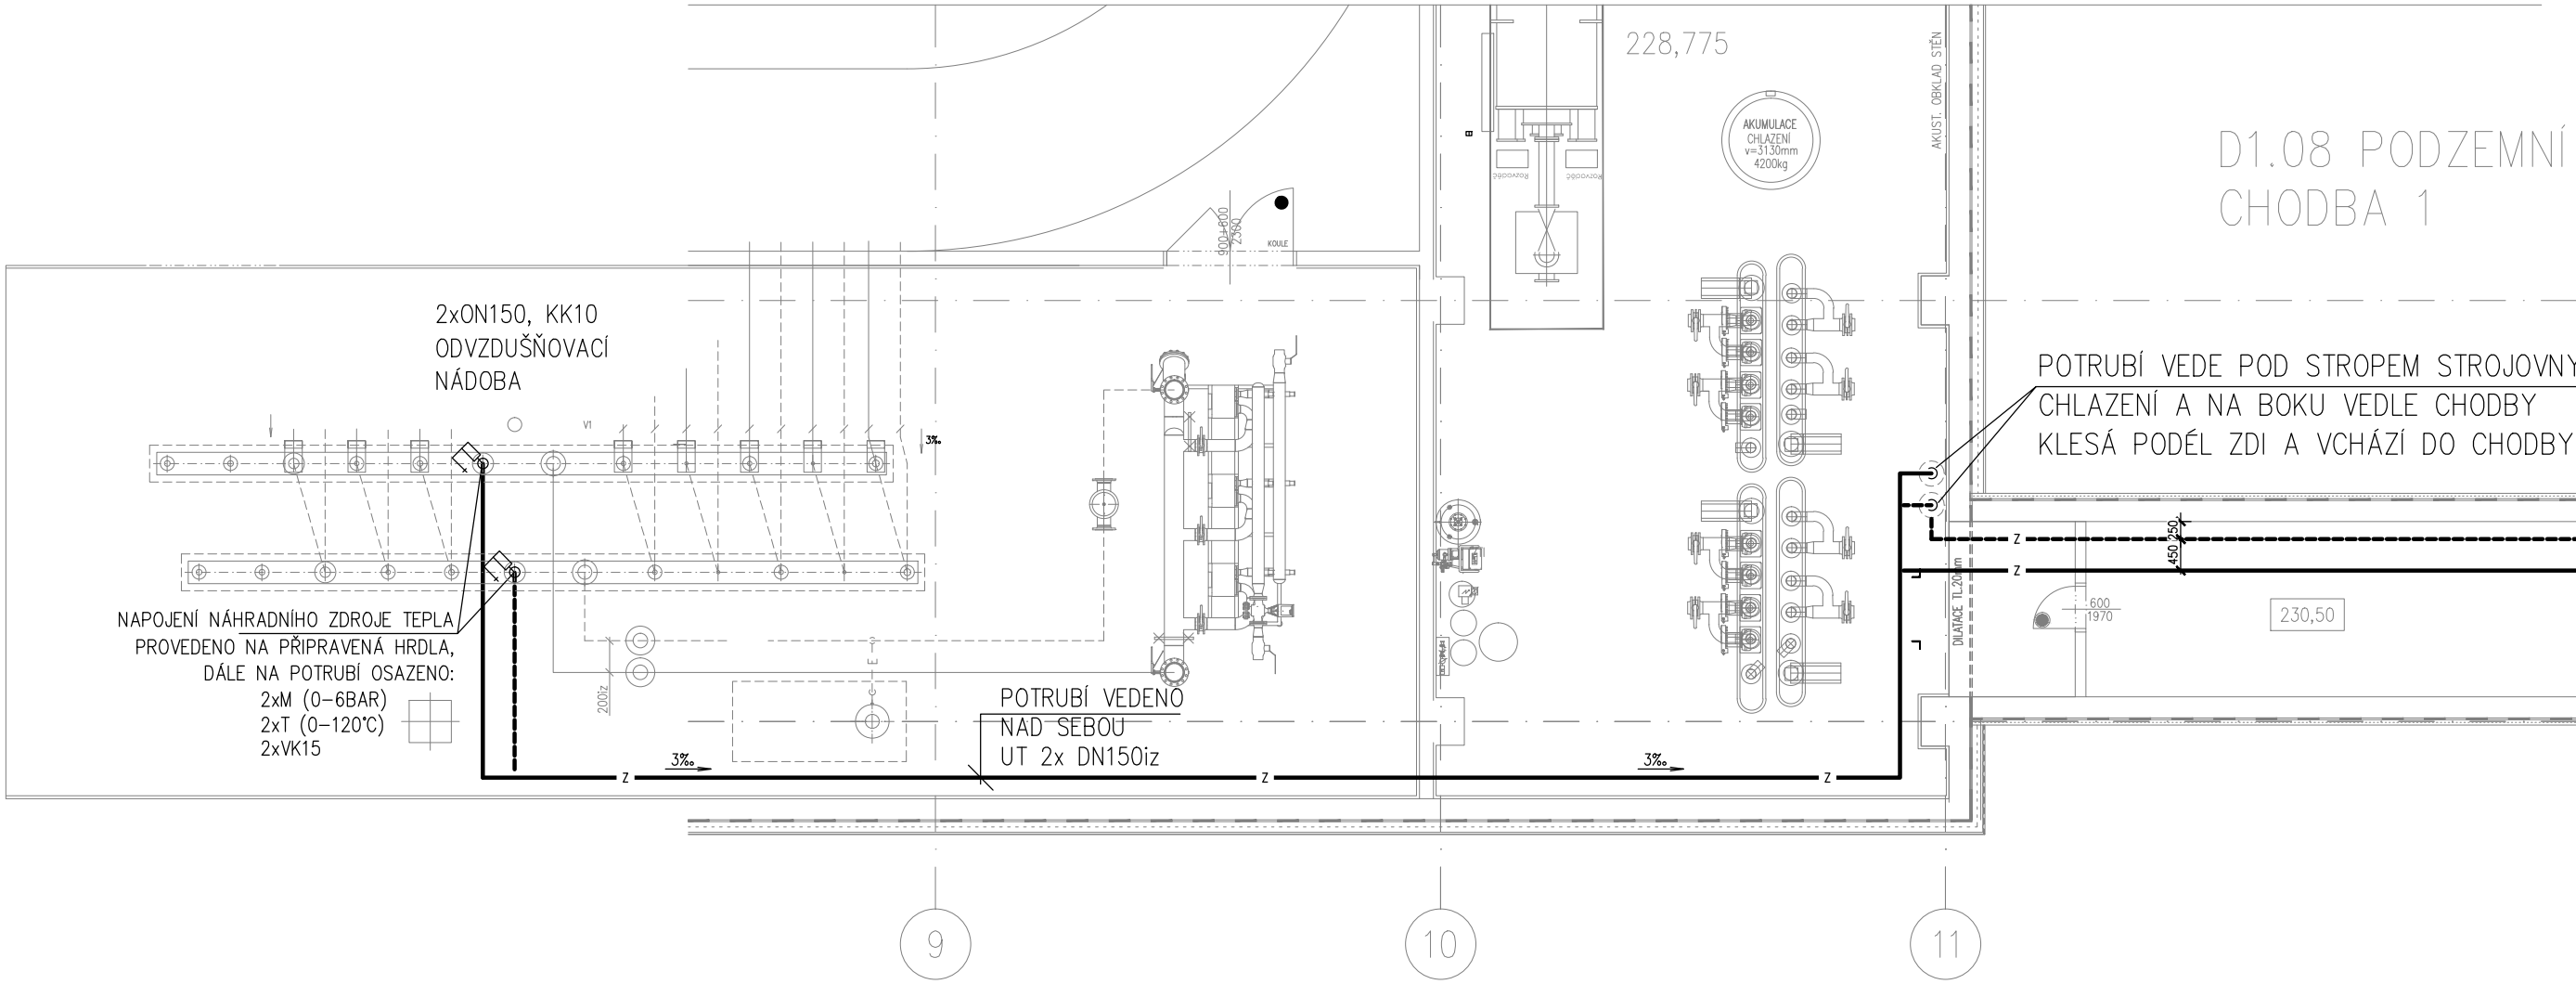 228,775
AKUST. OBKLAD STĚN
AKUMULACE
CHLAZENÍ
v=3130mm
4200kg
Rozvaděč
Rozvaděč
D1.08 PODZEMNÍ
CHODBA 1
900+600
2300
KOULE
2xON150, KK10
ODVZDUŠŇOVACÍ
NÁDOBA
V1
3‰
POTRUBÍ VEDE POD STROPEM STROJOVNY
CHLAZENÍ A NA BOKU VEDLE CHODBY
KLESÁ PODÉL ZDI A VCHÁZÍ DO CHODBY
NAPOJENÍ NÁHRADNÍHO ZDROJE TEPLA
PROVEDENO NA PŘIPRAVENÁ HRDLA,
DÁLE NA POTRUBÍ OSAZENO:
2xM (0-6BAR)
2xT (0-120°C)
2xVK15
200iz
POTRUBÍ VEDENO
NAD SEBOU
UT 2x DN150iz
3‰
3‰
Z
Z
Z
Z
Z
250
450
DILATACE TL.20mm
600
1970
230,50
9
10
11